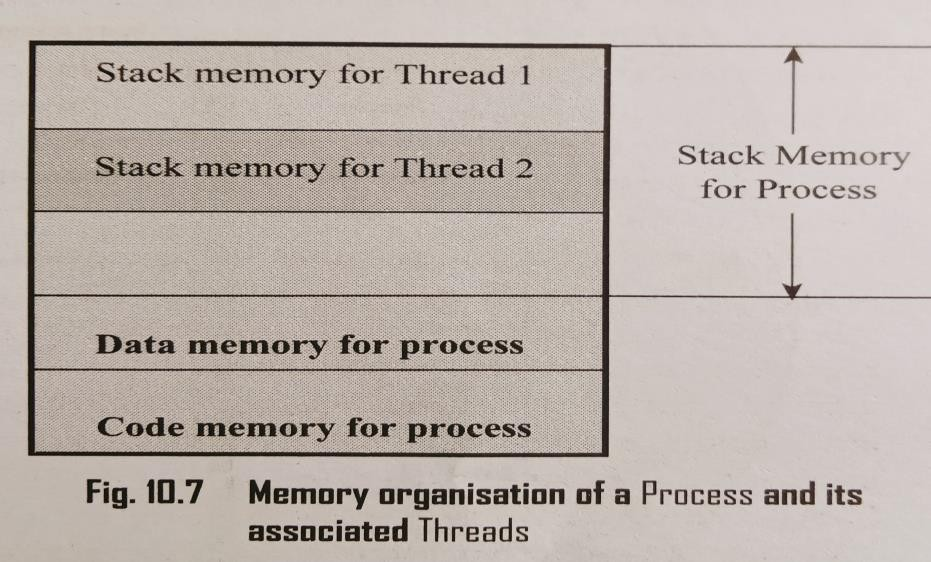 Stack memory for Thread 1
Stack memory for Thread 2
Stack Memory
for Process
Data memory for process
Code memory for process
Fig. 10.7 Memory organisation of a Process and its
associated Threads